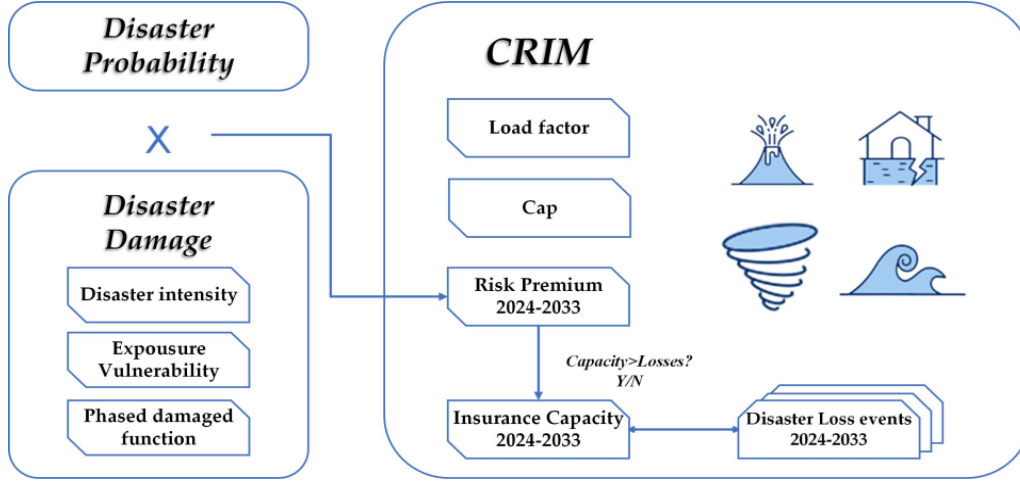 Disaster
Probability
X
Disaster
Damage
Disaster intensity
Expousure
Vulnerability
Phased damaged
function
CRIM
Load factor
Cap
Risk Premium
2024-2033
Capacity>Losses?
Y/N
Insurance Capacity
2024-2033
Disaster Loss events
2024-2033